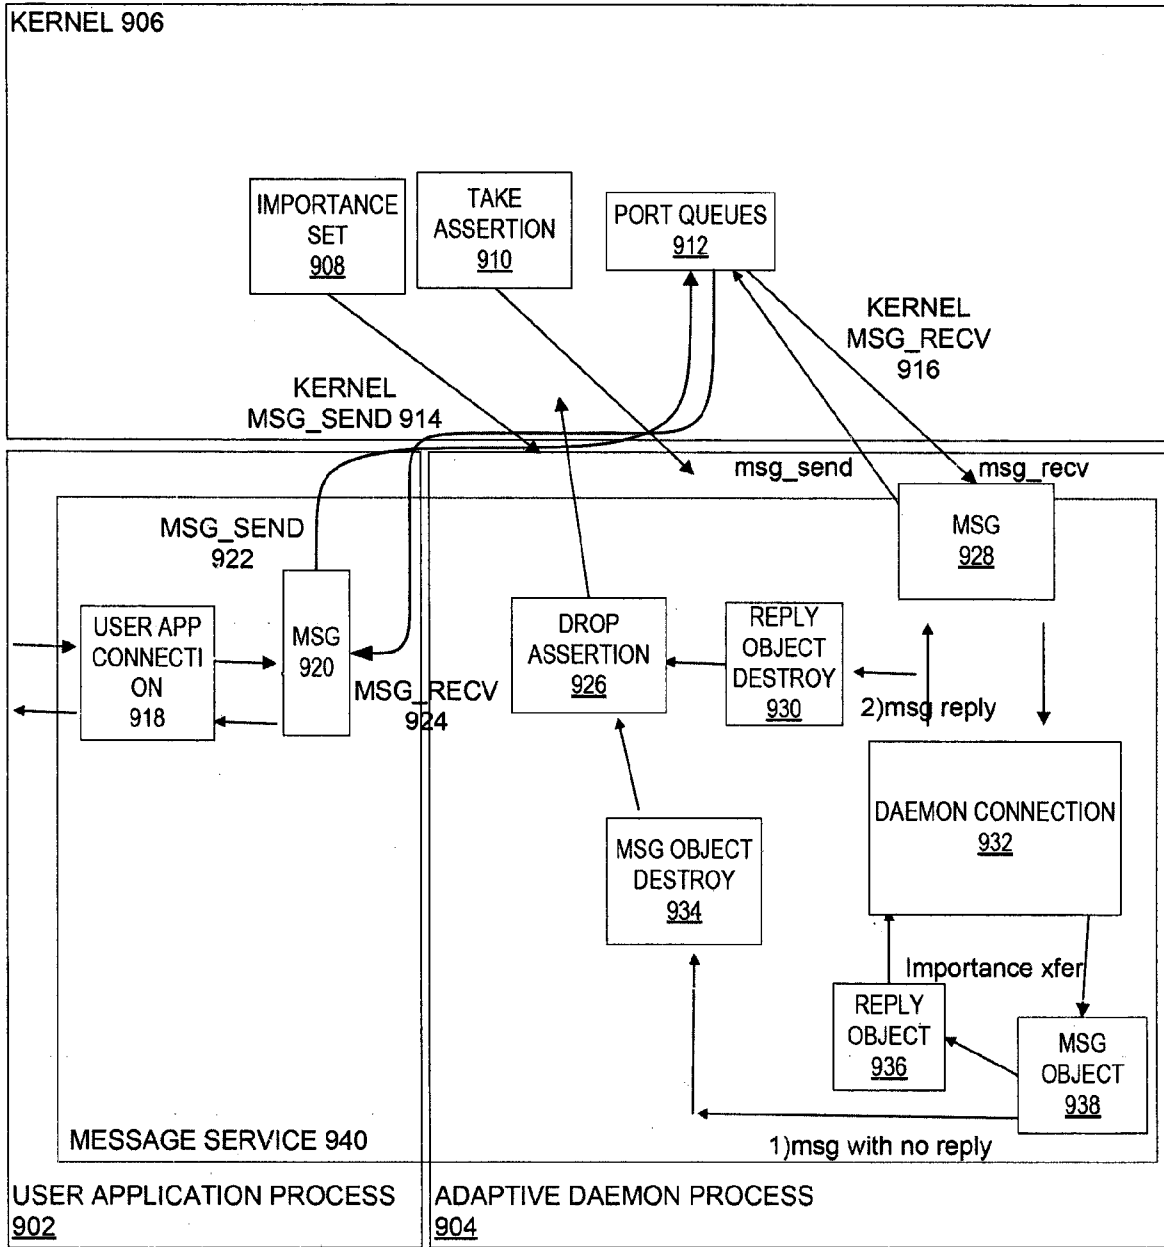 KERNEL 906
IMPORTANCE
SET
908
TAKE
ASSERTION
910
PORT QUEUES
912
KERNEL
MSG_RECV
916
KERNEL
MSG_SEND 914
msg_send
msg_recv
MSG_SEND
922
MSG
928
USER APP
CONNECTI
ON
918
MSG
920
MSG_RECV
924
DROP
ASSERTION
926
REPLY
OBJECT
DESTROY
930
2)msg reply
DAEMON CONNECTION
932
MSG OBJECT
DESTROY
934
Importance xfer
REPLY
OBJECT
936
MSG
OBJECT
938
1)msg with no reply
MESSAGE SERVICE 940
USER APPLICATION PROCESS
902
ADAPTIVE DAEMON PROCESS
904